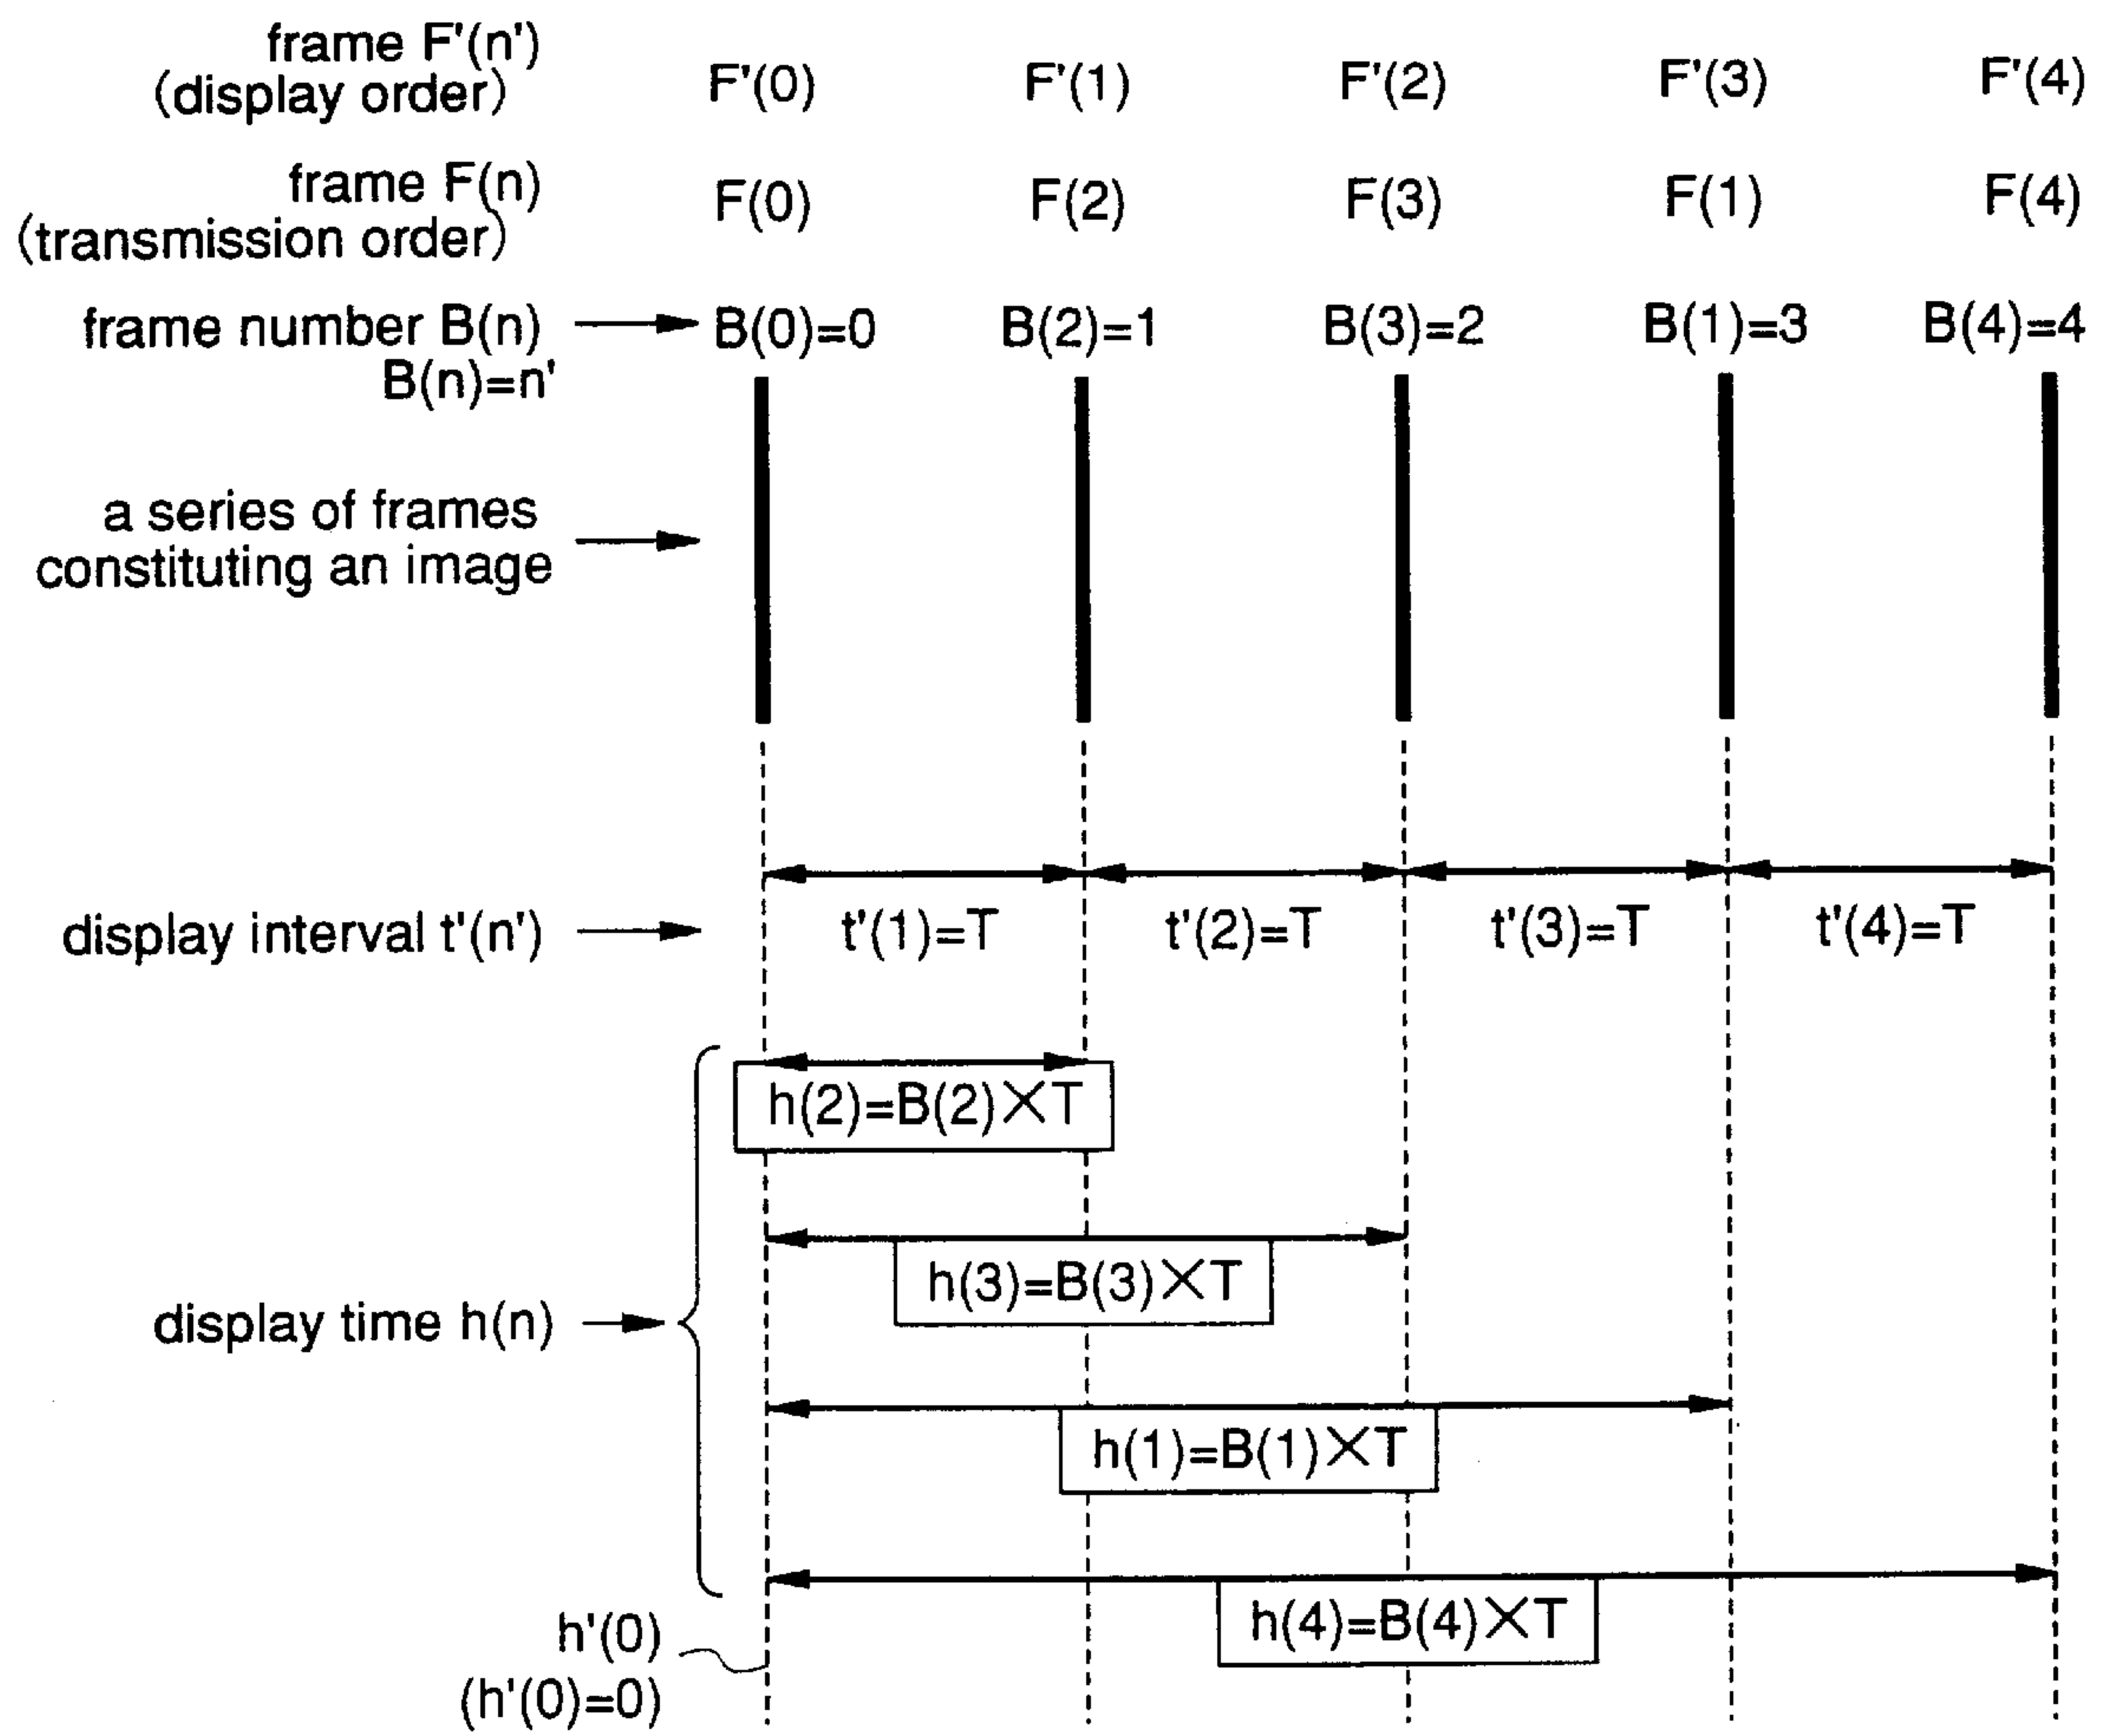 frame F'(n')
(display order)
F'(0) F'(1) F'(2) F'(3) F'(4)
frame F(n)
(transmission order)
F(0) F(2) F(3) F(1) F(4)
frame number B(n)
B(n)=n'
B(0)=0 B(2)=1 B(3)=2 B(1)=3 B(4)=4
a series of frames
constituting an image
display interval t'(n')
t'(1)=T t'(2)=T t'(3)=T t'(4)=T
h(2)=B(2)×T
h(3)=B(3)×T
display time h(n)
h(1)=B(1)×T
h(4)=B(4)×T
h'(0)
(h'(0)=0)